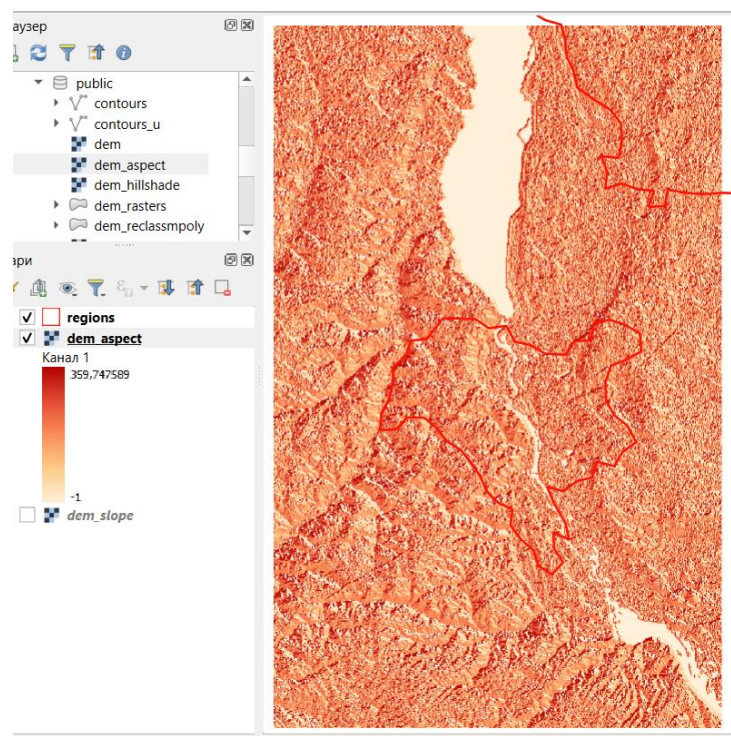 аузер
public
contours
contours_u
dem
dem_aspect
dem_hillshade
dem_rasters
dem_reclassmpoly
ари
regions
dem_aspect
Канал 1
359,747589
-1
dem_slope